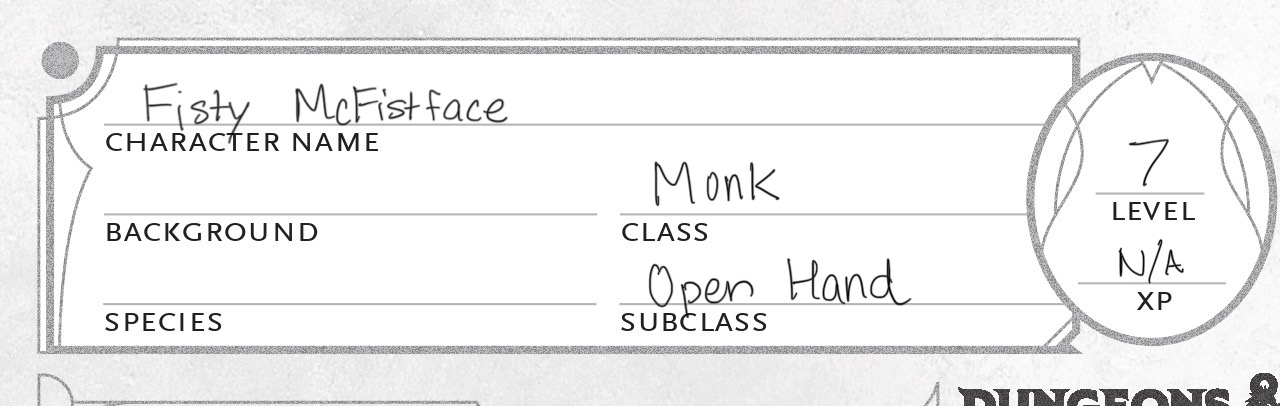 Fisty McFistface
CHARACTER NAME
Monk
7
BACKGROUND
CLASS
LEVEL
Open Hand
N/A
SPECIES
SUBCLASS
XP
DUNGEONS &